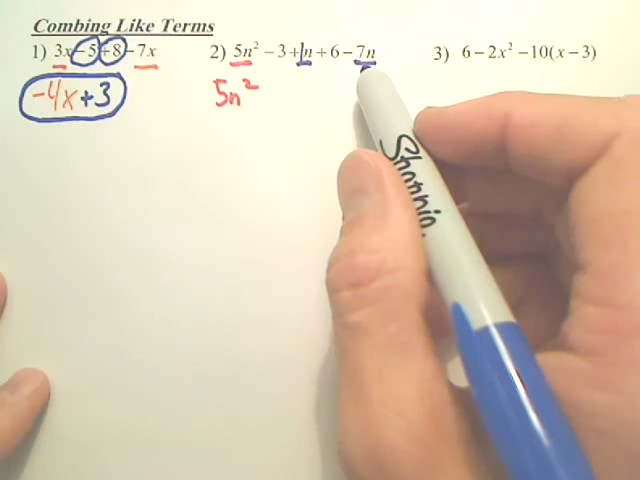 Combing Like Terms
1) 3x − 5 + 8 − 7x 2) 5n² − 3 + 1n + 6 − 7n 3) 6 − 2x² − 10(x − 3)
-4x+3 5n²
Sharpie.